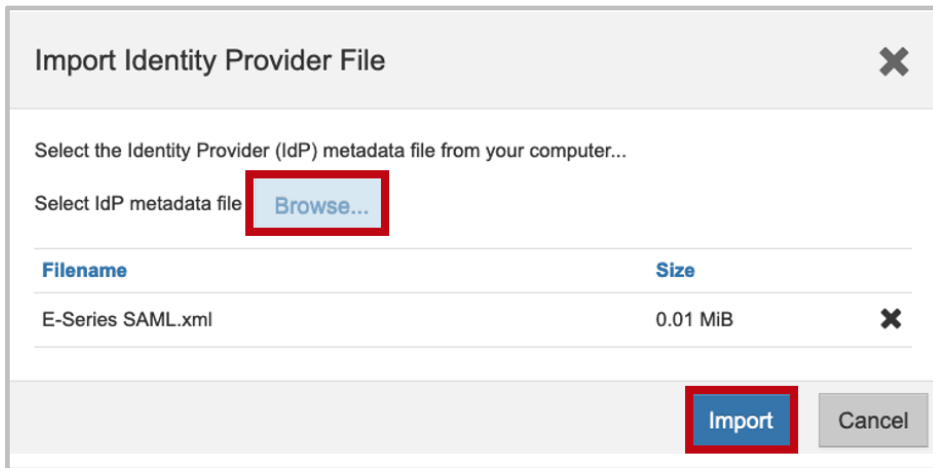 Import Identity Provider File
Select the Identity Provider (IdP) metadata file from your computer...
Select IdP metadata file Browse...
Filename Size
E-Series SAML.xml 0.01 MiB
Import Cancel